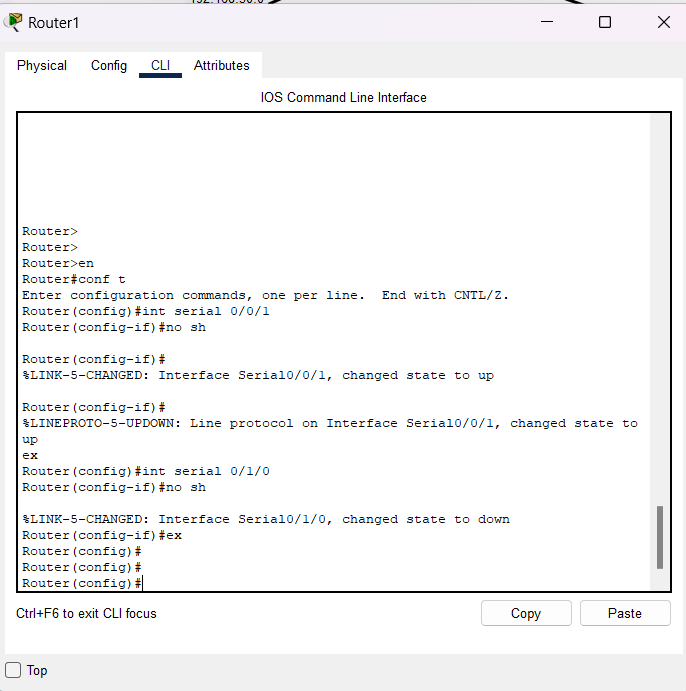 Router1
Physical Config CLI Attributes
IOS Command Line Interface
Router>
Router>
Router>en
Router#conf t
Enter configuration commands, one per line.  End with CNTL/Z.
Router(config)#int serial 0/0/1
Router(config-if)#no sh
Router(config-if)#
%LINK-5-CHANGED: Interface Serial0/0/1, changed state to up
Router(config-if)#
%LINEPROTO-5-UPDOWN: Line protocol on Interface Serial0/0/1, changed state to
up
ex
Router(config)#int serial 0/1/0
Router(config-if)#no sh
%LINK-5-CHANGED: Interface Serial0/1/0, changed state to down
Router(config-if)#ex
Router(config)#
Router(config)#
Router(config)#
Ctrl+F6 to exit CLI focus
Copy
Paste
Top